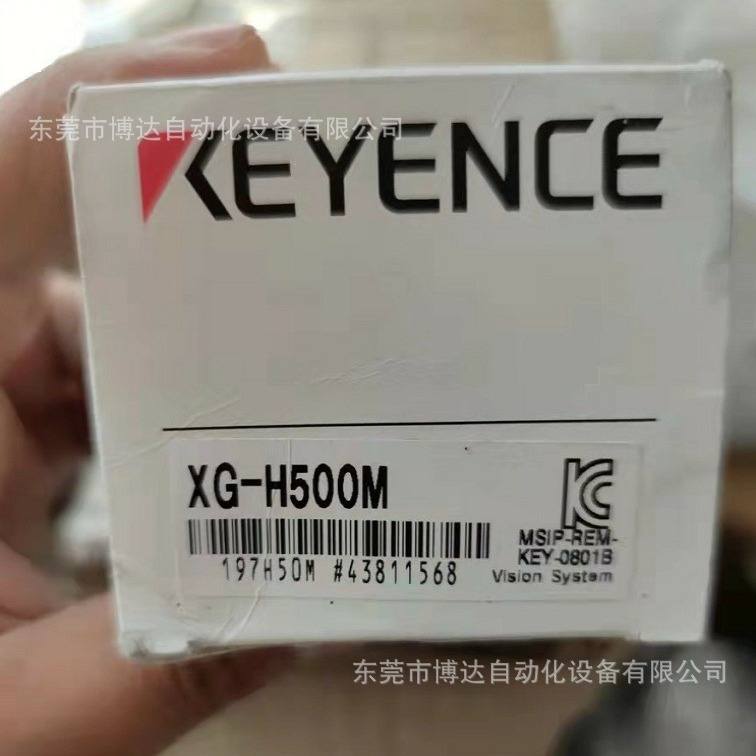 东莞市博达自动化设备有限公司
KEYENCE
XG-H500M
197H50M #43811568
MSIP-REM-
KEY-0801B
Vision System
东莞市博达自动化设备有限公司